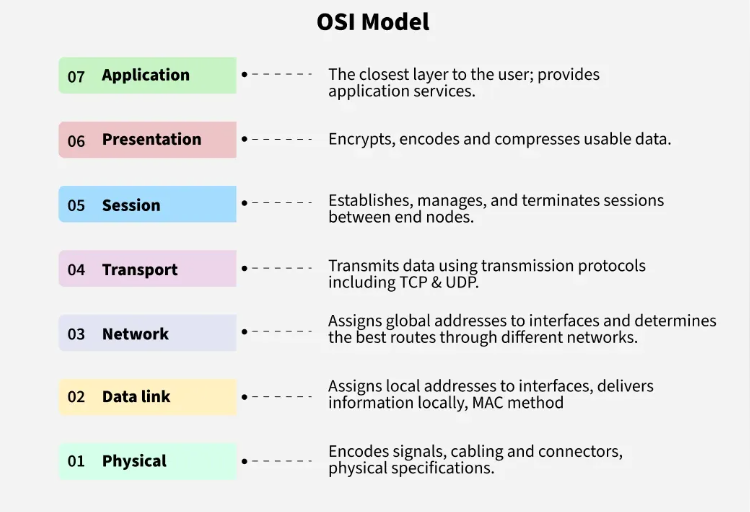 OSI Model
07 Application
The closest layer to the user; provides
application services.
06 Presentation
Encrypts, encodes and compresses usable data.
05 Session
Establishes, manages, and terminates sessions
between end nodes.
04 Transport
Transmits data using transmission protocols
including TCP & UDP.
03 Network
Assigns global addresses to interfaces and determines
the best routes through different networks.
02 Data link
Assigns local addresses to interfaces, delivers
information locally, MAC method
01 Physical
Encodes signals, cabling and connectors,
physical specifications.